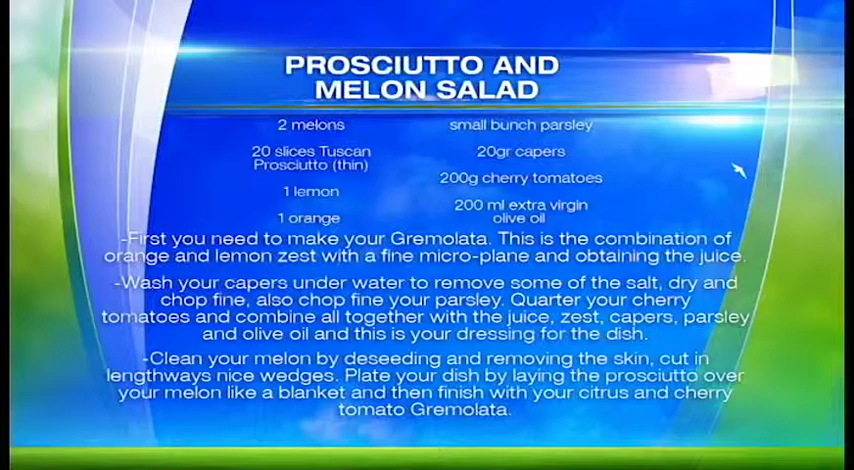 PROSCIUTTO AND
MELON SALAD
2 melons
20 slices Tuscan
Prosciutto (thin)
1 lemon
1 orange
small bunch parsley
20gr capers
200g cherry tomatoes
200 ml extra virgin
olive oil
-First you need to make your Gremolata. This is the combination of
orange and lemon zest with a fine micro-plane and obtaining the juice.
-Wash your capers under water to remove some of the salt, dry and
chop fine, also chop fine your parsley. Quarter your cherry
tomatoes and combine all together with the juice, zest, capers, parsley
and olive oil and this is your dressing for the dish.
-Clean your melon by deseeding and removing the skin, cut in
lengthways nice wedges. Plate your dish by laying the prosciutto over
your melon like a blanket and then finish with your citrus and cherry
tomato Gremolata.